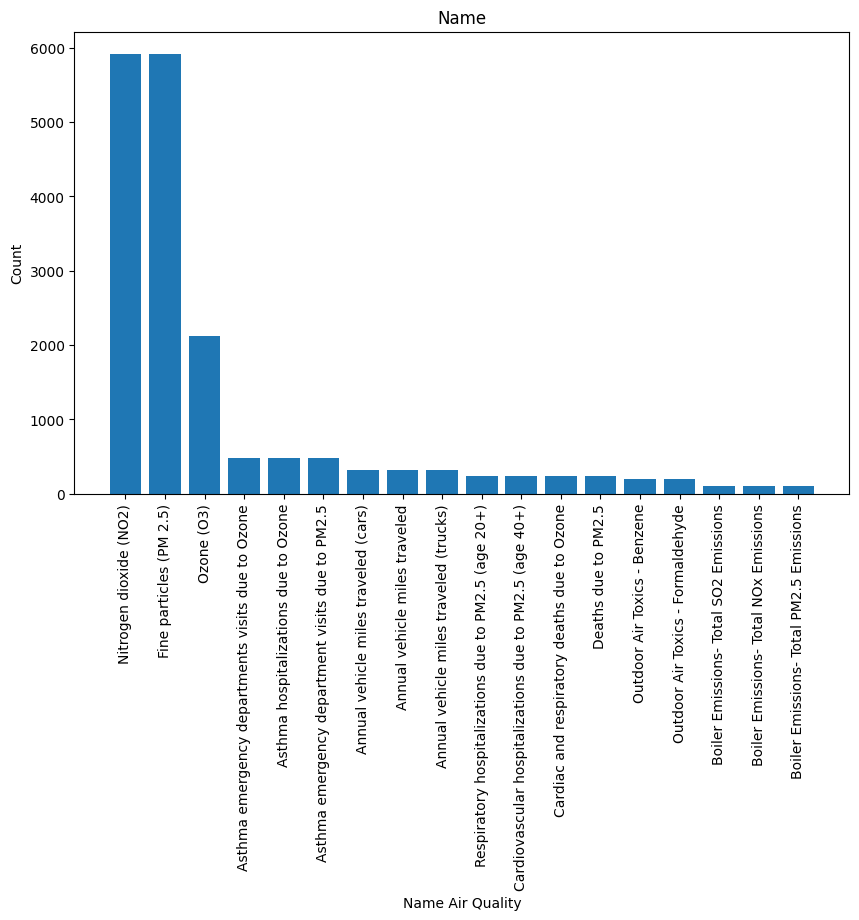 Name
6000
5000
4000
3000
2000
1000
0
Count
Nitrogen dioxide (NO2)
Fine particles (PM 2.5)
Ozone (O3)
Asthma emergency departments visits due to Ozone
Asthma hospitalizations due to Ozone
Asthma emergency department visits due to PM2.5
Annual vehicle miles traveled (cars)
Annual vehicle miles traveled
Annual vehicle miles traveled (trucks)
Respiratory hospitalizations due to PM2.5 (age 20+)
Cardiovascular hospitalizations due to PM2.5 (age 40+)
Cardiac and respiratory deaths due to Ozone
Deaths due to PM2.5
Outdoor Air Toxics - Benzene
Outdoor Air Toxics - Formaldehyde
Boiler Emissions- Total SO2 Emissions
Boiler Emissions- Total NOx Emissions
Boiler Emissions- Total PM2.5 Emissions
Name Air Quality